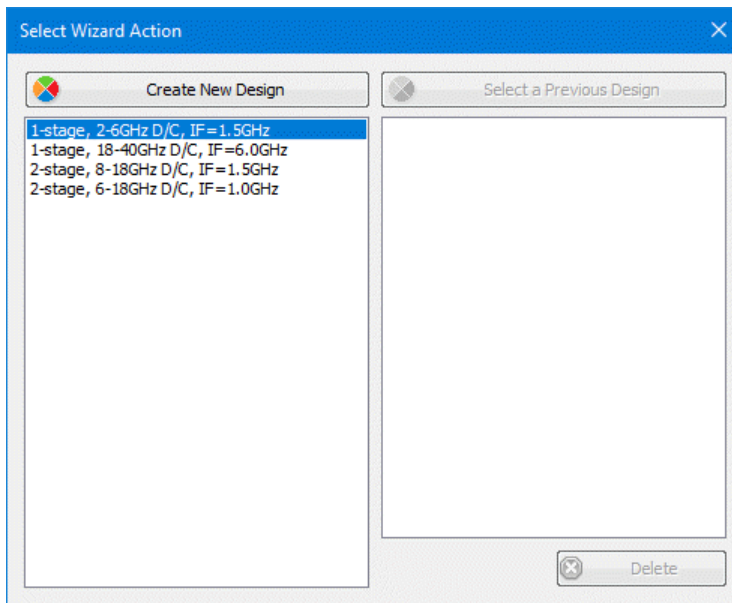 Select Wizard Action
Create New Design
Select a Previous Design
1-stage, 2-6GHz D/C, IF=1.5GHz
1-stage, 18-40GHz D/C, IF=6.0GHz
2-stage, 8-18GHz D/C, IF=1.5GHz
2-stage, 6-18GHz D/C, IF=1.0GHz
Delete